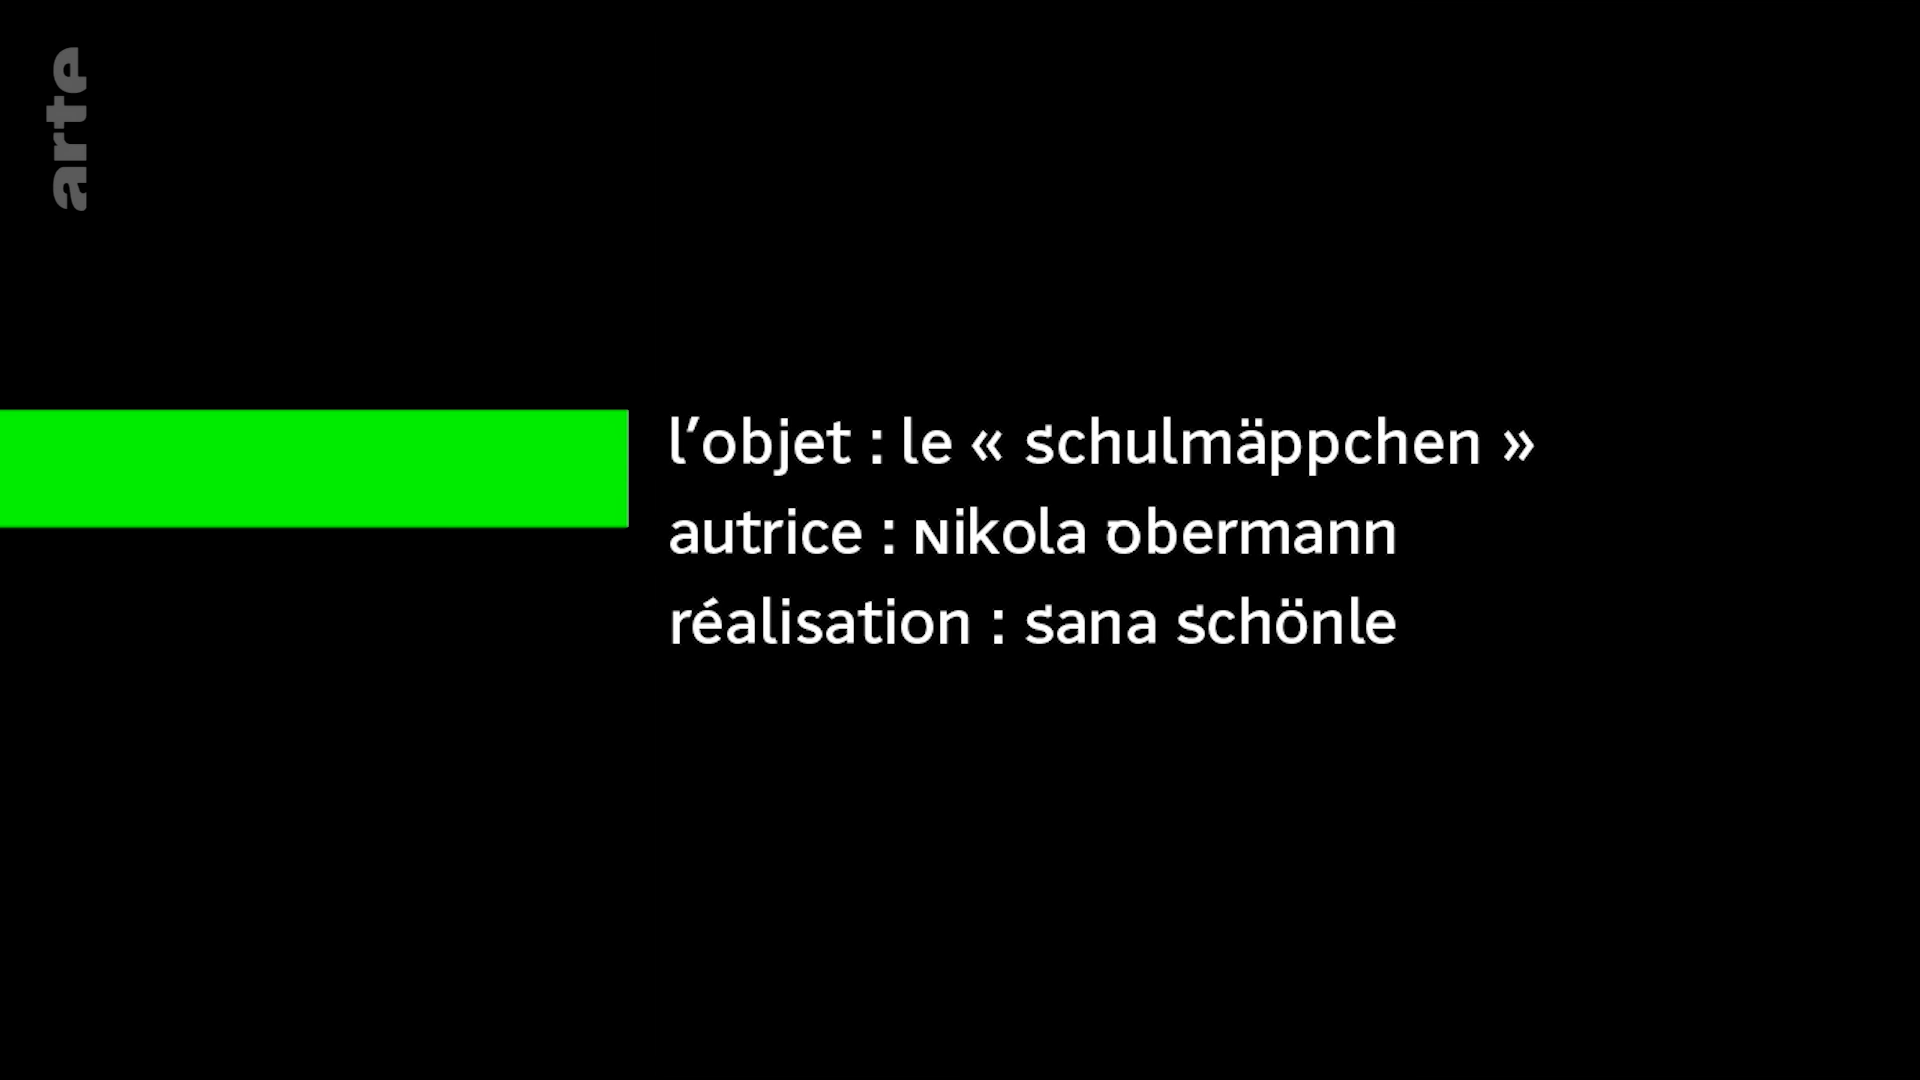 arte
l'objet : le « schulmäppchen »
autrice : Nikola Obermann
réalisation : sana schönle